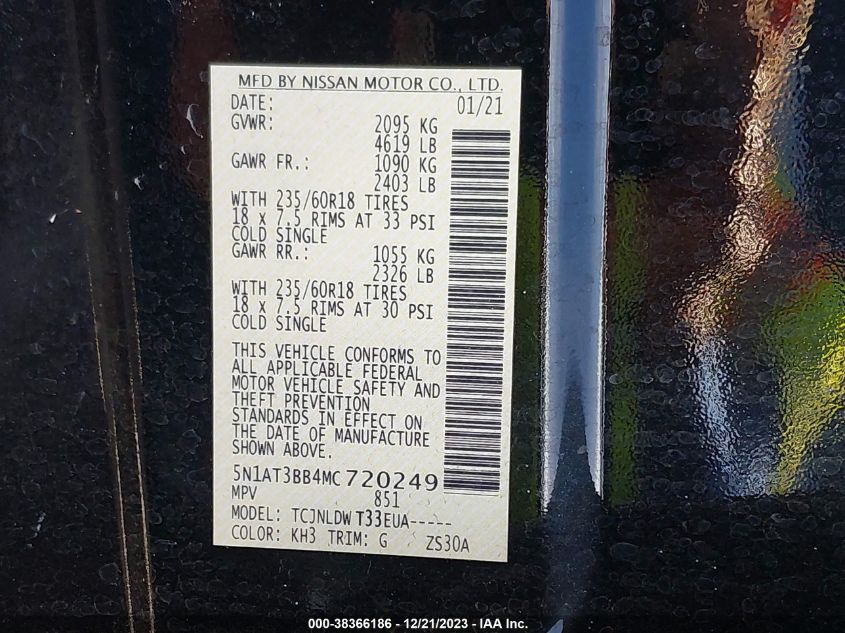 MFD BY NISSAN MOTOR CO., LTD.
DATE: 01/21
GVWR: 2095 KG
4619 LB
GAWR FR.: 1090 KG
2403 LB
WITH 235/60R18 TIRES
18 x 7.5 RIMS AT 33 PSI
COLD SINGLE
GAWR RR.: 1055 KG
2326 LB
WITH 235/60R18 TIRES
18 x 7.5 RIMS AT 30 PSI
COLD SINGLE
THIS VEHICLE CONFORMS TO
ALL APPLICABLE FEDERAL
MOTOR VEHICLE SAFETY AND
THEFT PREVENTION
STANDARDS IN EFFECT ON
THE DATE OF MANUFACTURE
SHOWN ABOVE.
5N1AT3BB4MC720249
MPV 851
MODEL: TCJNLDW T33EUA-----
COLOR: KH3 TRIM: G ZS30A
000-38366186 - 12/21/2023 - IAA Inc.